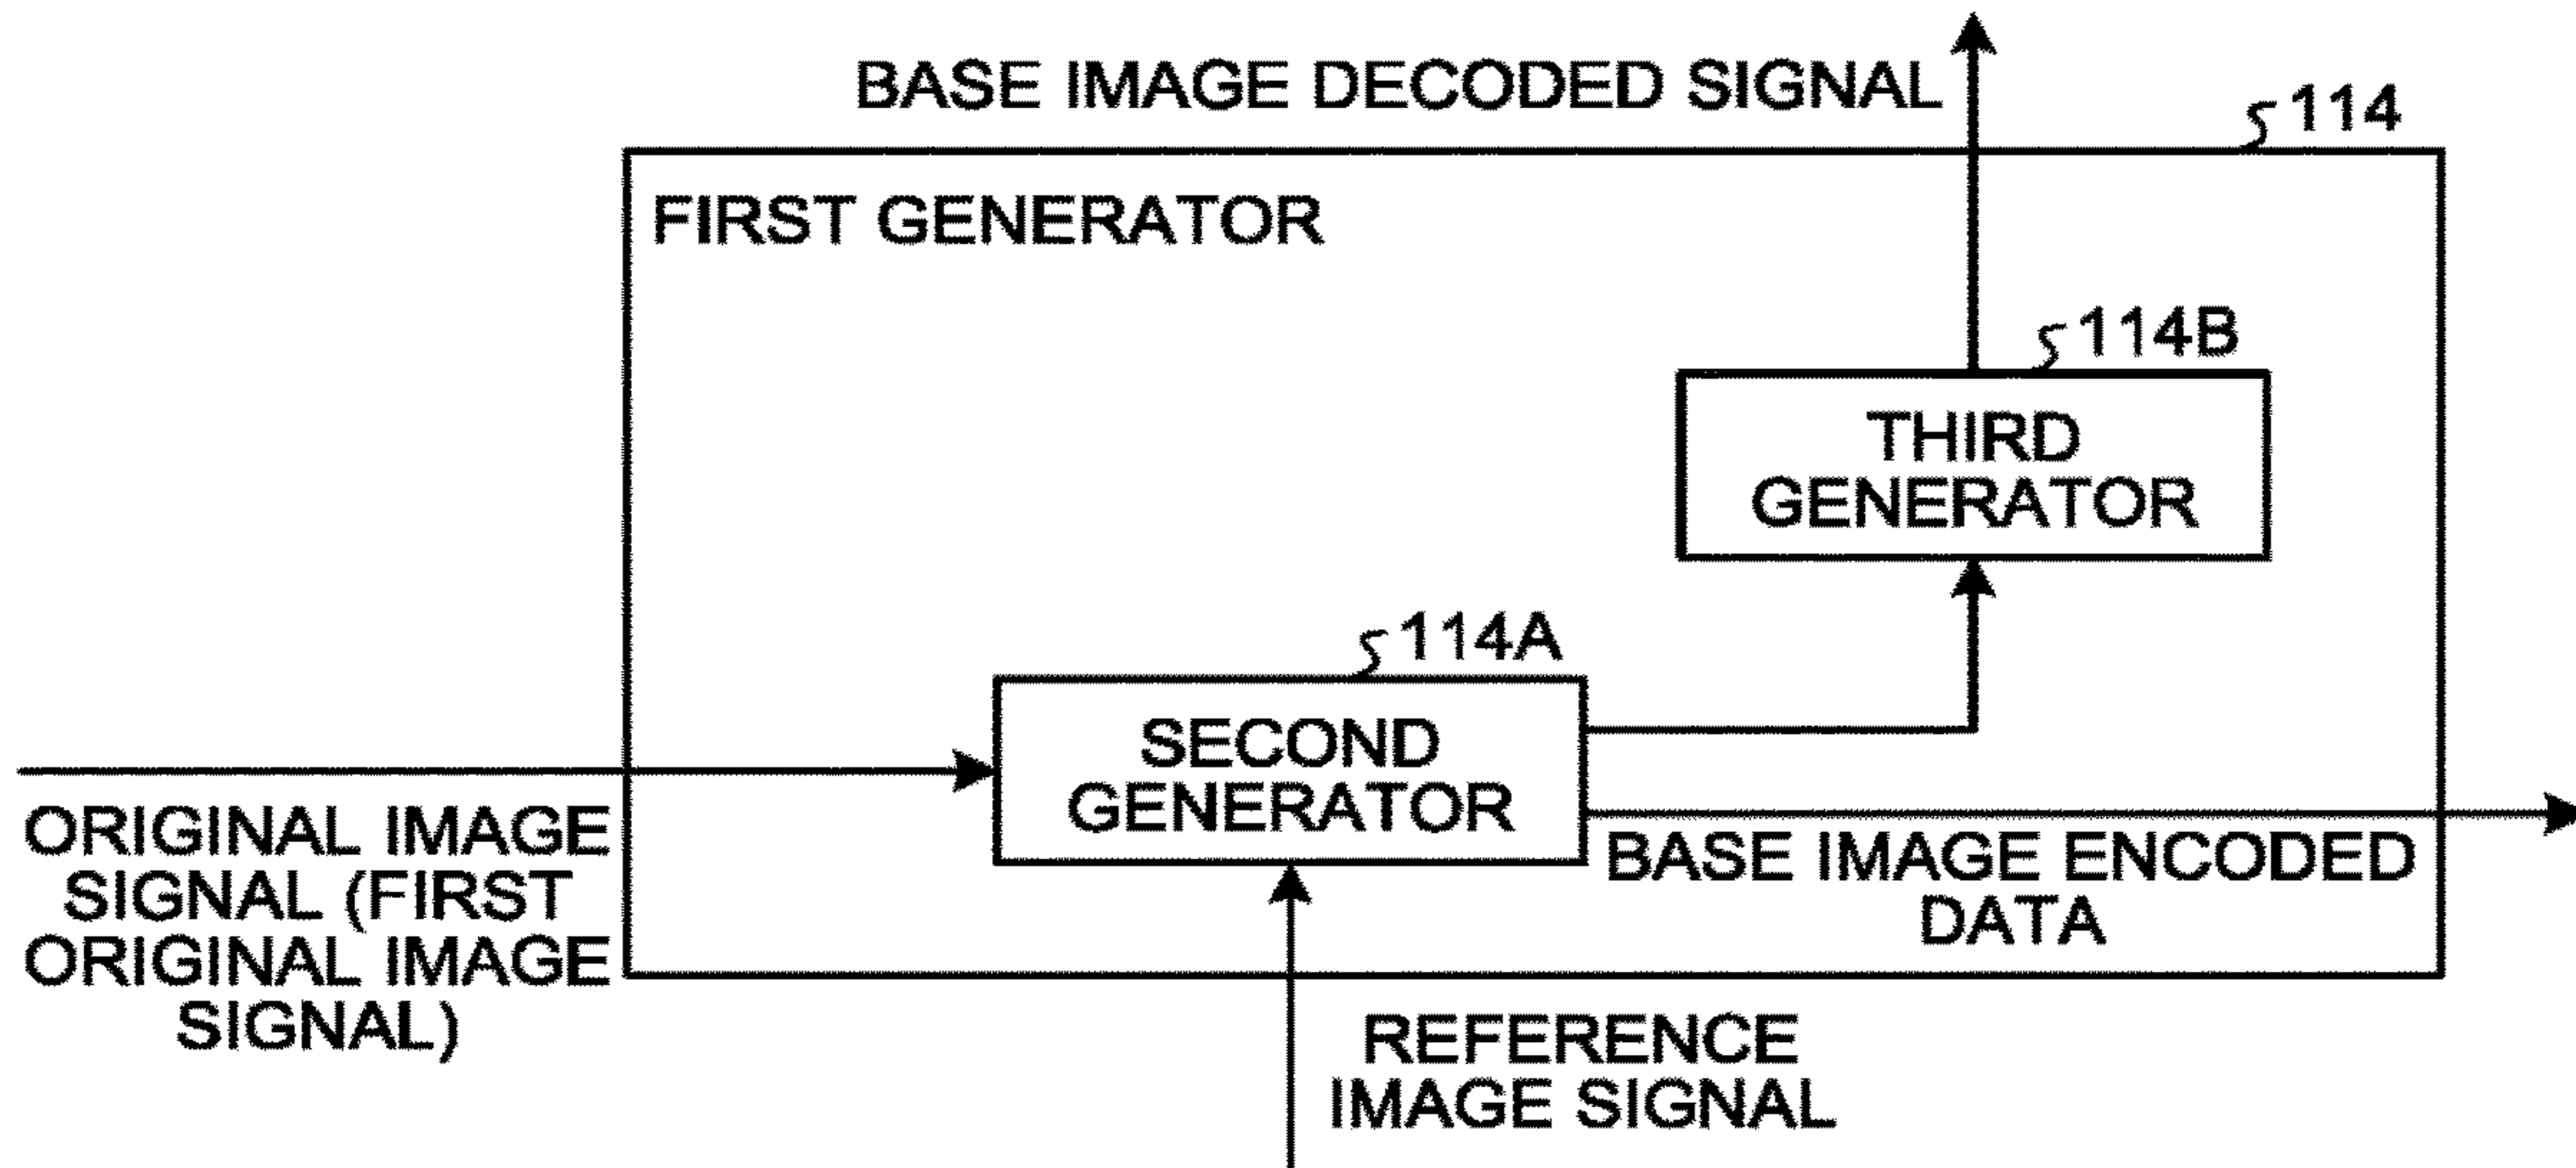 BASE IMAGE DECODED SIGNAL
114
FIRST GENERATOR
114B
THIRD
GENERATOR
114A
SECOND
GENERATOR
ORIGINAL IMAGE
SIGNAL (FIRST
ORIGINAL IMAGE
SIGNAL)
BASE IMAGE ENCODED
DATA
REFERENCE
IMAGE SIGNAL